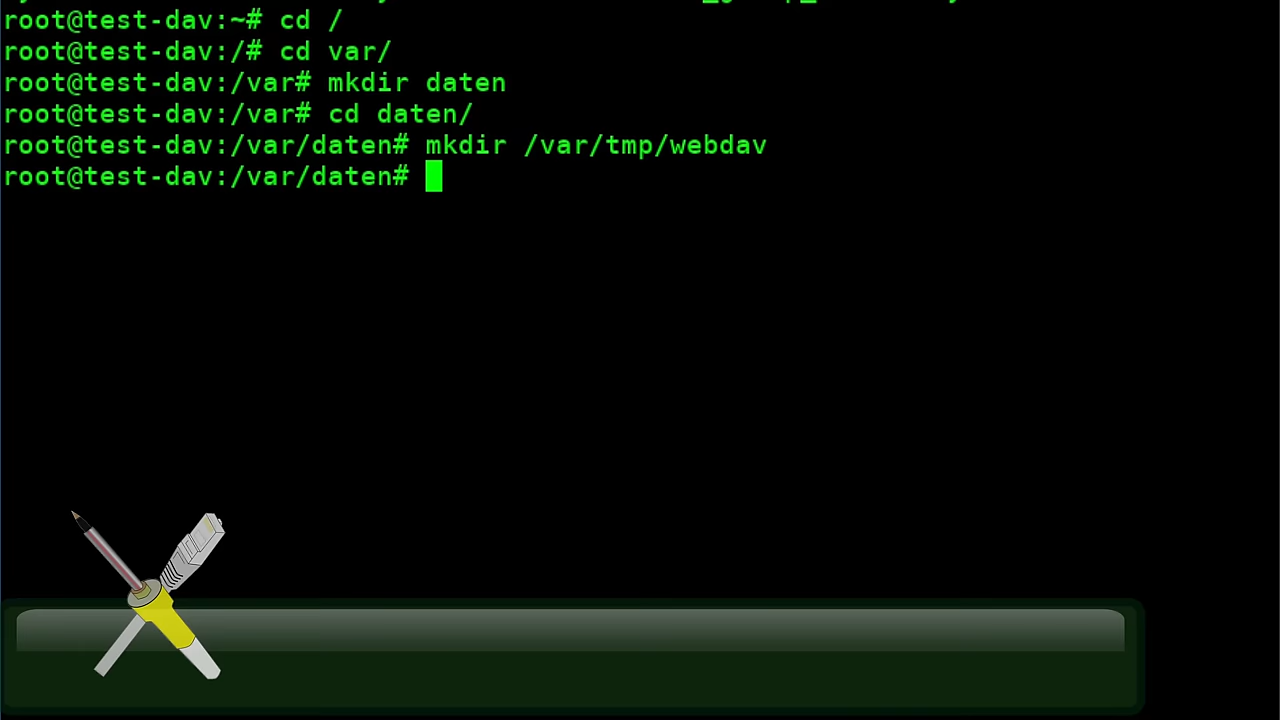 root@test-dav:~# cd /
root@test-dav:/# cd var/
root@test-dav:/var# mkdir daten
root@test-dav:/var# cd daten/
root@test-dav:/var/daten# mkdir /var/tmp/webdav
root@test-dav:/var/daten#